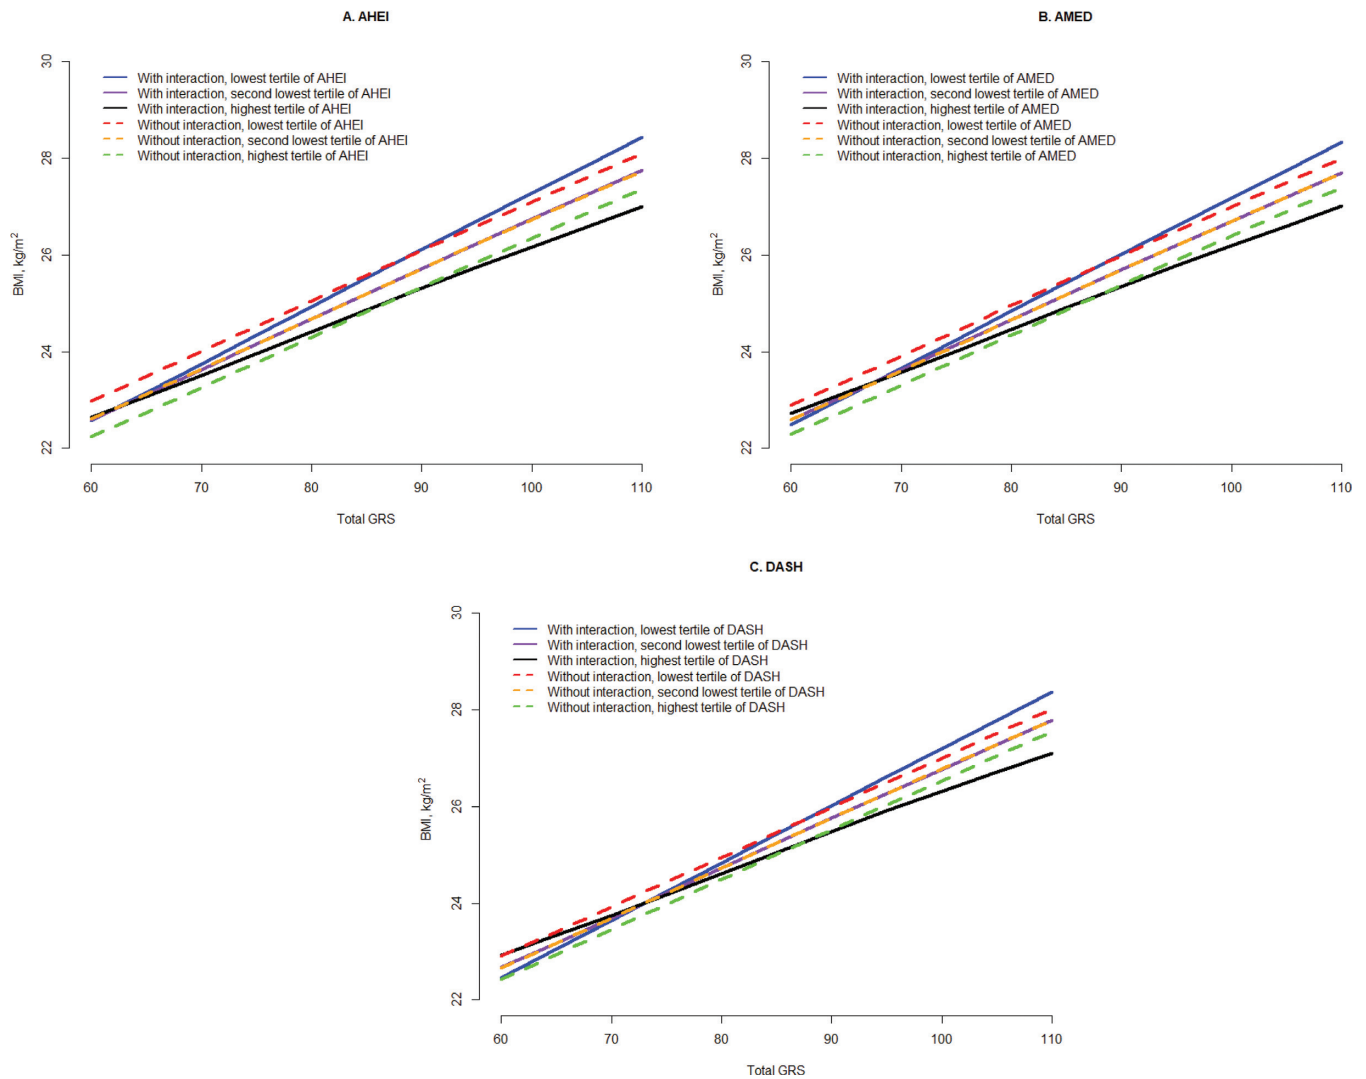 A. AHEI
30
28
26
24
22
BMI, kg/m²
With interaction, lowest tertile of AHEI
With interaction, second lowest tertile of AHEI
With interaction, highest tertile of AHEI
Without interaction, lowest tertile of AHEI
Without interaction, second lowest tertile of AHEI
Without interaction, highest tertile of AHEI
60 70 80 90 100 110
Total GRS
B. AMED
30
28
26
24
22
BMI, kg/m²
With interaction, lowest tertile of AMED
With interaction, second lowest tertile of AMED
With interaction, highest tertile of AMED
Without interaction, lowest tertile of AMED
Without interaction, second lowest tertile of AMED
Without interaction, highest tertile of AMED
60 70 80 90 100 110
Total GRS
C. DASH
30
28
26
24
22
BMI, kg/m²
With interaction, lowest tertile of DASH
With interaction, second lowest tertile of DASH
With interaction, highest tertile of DASH
Without interaction, lowest tertile of DASH
Without interaction, second lowest tertile of DASH
Without interaction, highest tertile of DASH
60 70 80 90 100 110
Total GRS